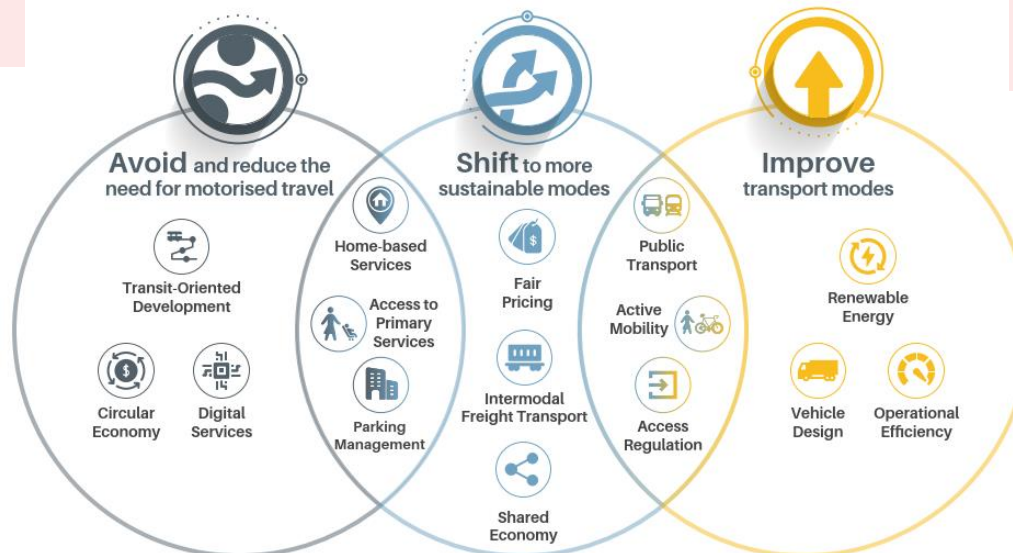 Avoid and reduce the
need for motorised travel
Transit-Oriented
Development
Circular
Economy
Digital
Services
Home-based
Services
Access to
Primary
Services
Parking
Management
Shift to more
sustainable modes
$
Fair
Pricing
Intermodal
Freight Transport
Shared
Economy
Public
Transport
Active
Mobility
Access
Regulation
Improve
transport modes
Renewable
Energy
Vehicle
Design
Operational
Efficiency
$